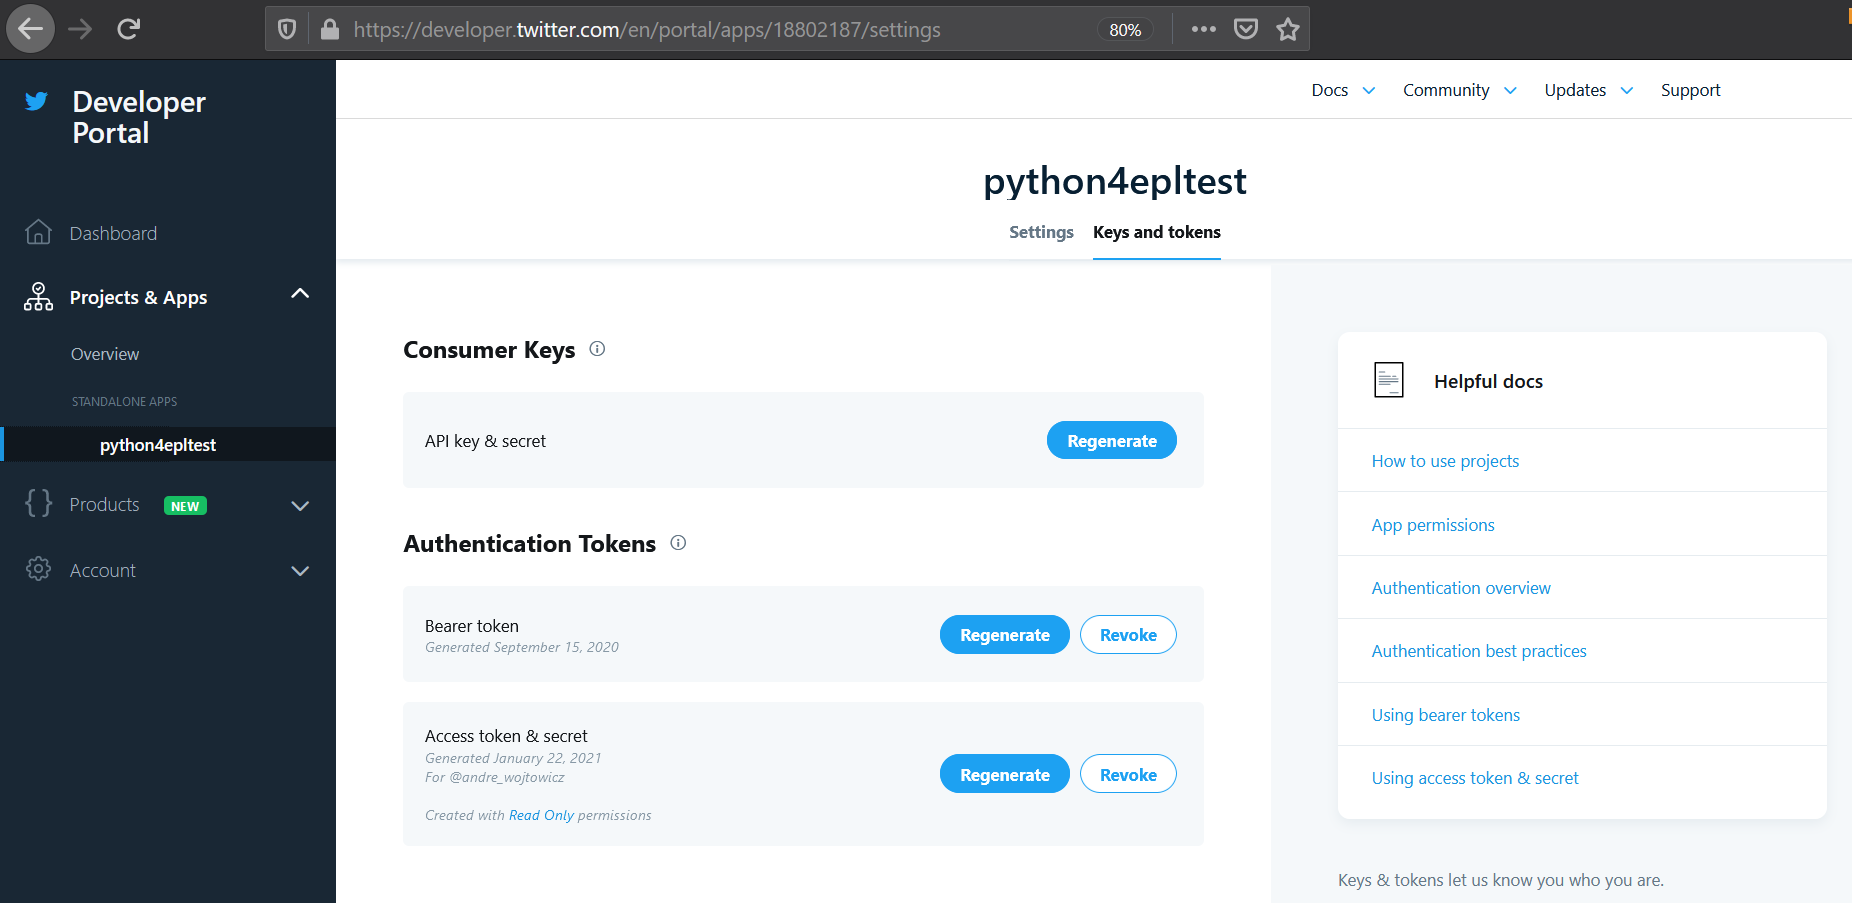 https://developer.twitter.com/en/portal/apps/18802187/settings
80%
Developer
Portal
Dashboard
Projects & Apps
Overview
STANDALONE APPS
python4epltest
Products NEW
Account
Docs Community Updates Support
python4epltest
Settings Keys and tokens
Consumer Keys
API key & secret Regenerate
Authentication Tokens
Bearer token
Generated September 15, 2020
Regenerate Revoke
Access token & secret
Generated January 22, 2021
For @andre_wojtowicz
Regenerate Revoke
Created with Read Only permissions
Helpful docs
How to use projects
App permissions
Authentication overview
Authentication best practices
Using bearer tokens
Using access token & secret
Keys & tokens let us know you who you are.